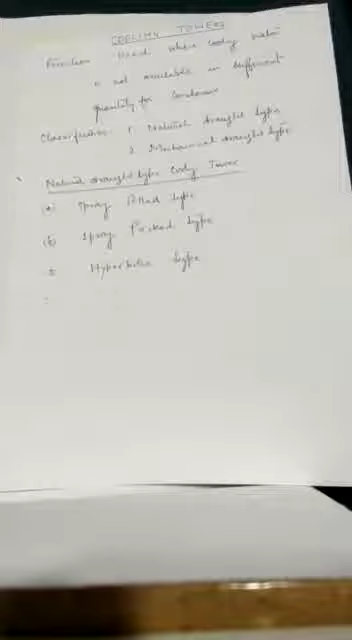 COOLING TOWERS
Function Used where cooling water
is not available in sufficient
quantity for condenser
Classification 1 Natural draught type
2 Mechanical draught type
Natural draught type Cooling Tower
(a) Spray filled type
(b) Spray Packed type
Hyperbolic type